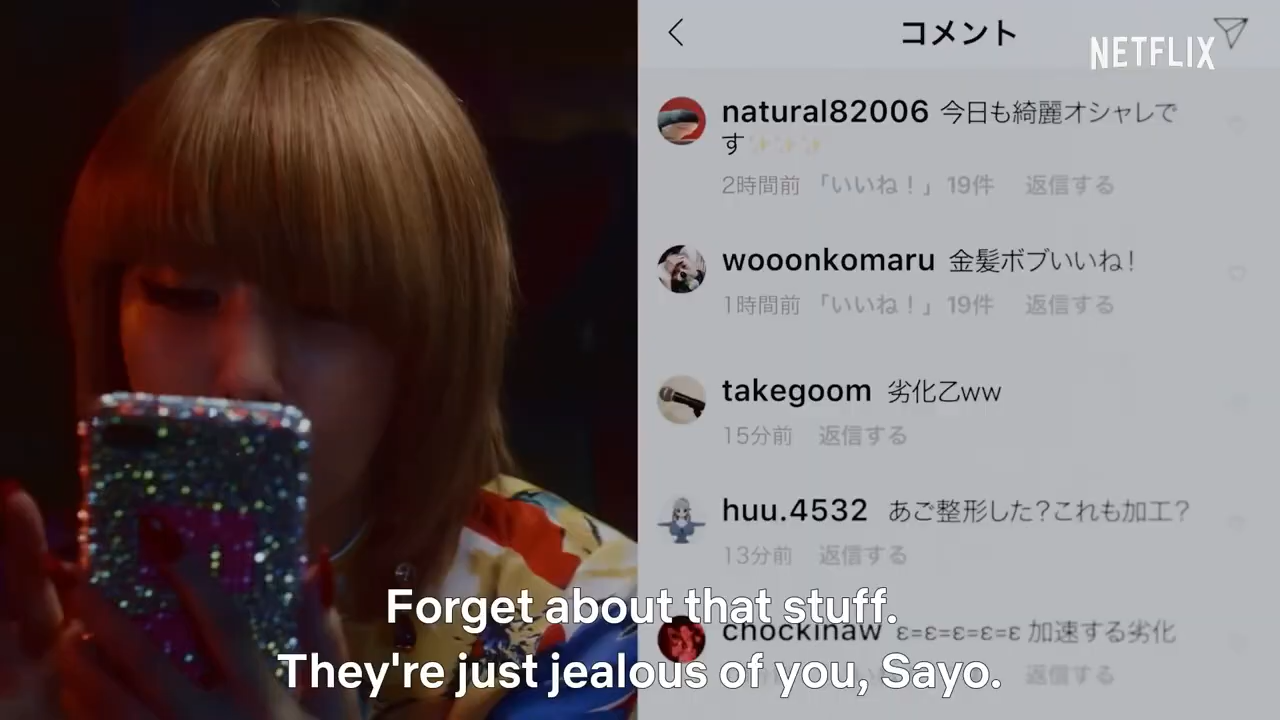 コメント
NETFLIX
natural82006 今日も綺麗オシャレで
す✨✨✨
2時間前 「いいね！」19件 返信する
wooonkomaru 金髪ボブいいね！
1時間前 「いいね！」19件 返信する
takegoom 劣化乙ww
15分前 返信する
huu.4532 あご整形した？これも加工？
13分前 返信する
Forget about that stuff.
chockinaw ε=ε=ε=ε=ε 加速する劣化
They're just jealous of you, Sayo.
返信する